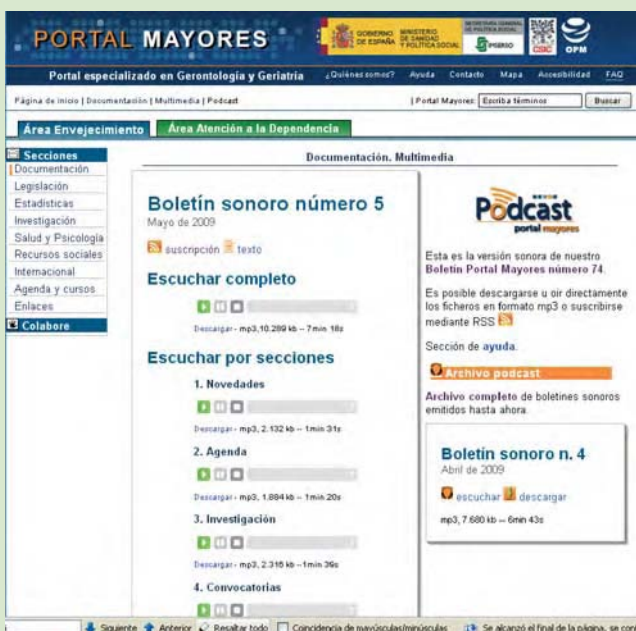 PORTAL MAYORES
GOBIERNO DE ESPAÑA
MINISTERIO DE SANIDAD Y POLÍTICA SOCIAL
SECRETARÍA GENERAL DE POLÍTICA SOCIAL
IMSERSO
CSIC
OPM
Portal especializado en Gerontología y Geriatría
¿Quiénes somos? Ayuda Contacto Mapa Accesibilidad FAQ
Página de inicio | Documentación | Multimedia | Podcast
| Portal Mayores: Escriba términos Buscar
Área Envejecimiento
Área Atención a la Dependencia
Secciones
Documentación
Legislación
Estadísticas
Investigación
Salud y Psicología
Recursos sociales
Internacional
Agenda y cursos
Enlaces
Colabore
Documentación. Multimedia
Boletín sonoro número 5
Mayo de 2009
suscripción texto
Escuchar completo
Descargar - mp3, 10.289 kb -- 7min 18s
Escuchar por secciones
1. Novedades
Descargar - mp3, 2.132 kb -- 1min 31s
2. Agenda
Descargar - mp3, 1.884 kb -- 1min 20s
3. Investigación
Descargar - mp3, 2.316 kb -- 1min 39s
4. Convocatorias
Podcast
portal mayores
Esta es la versión sonora de nuestro
Boletín Portal Mayores número 74.
Es posible descargarse u oir directamente
los ficheros en formato mp3 o suscribirse
mediante RSS
Sección de ayuda.
Archivo podcast
Archivo completo de boletines sonoros
emitidos hasta ahora.
Boletín sonoro n. 4
Abril de 2009
escuchar descargar
mp3, 7.680 kb -- 6min 43s
Siguiente Anterior Resaltar todo Coincidencia de mayúsculas/minúsculas Se alcanzó el final de la página, se con